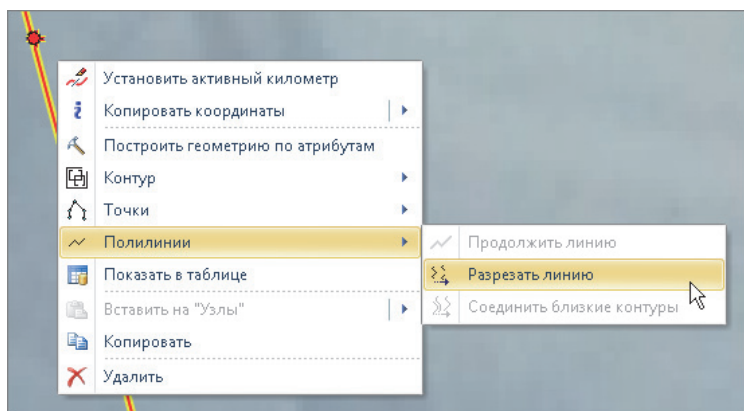 Установить активный километр
Копировать координаты
Построить геометрию по атрибутам
Контур
Точки
Полилинии
Показать в таблице
Вставить на "Узлы"
Копировать
Удалить
Продолжить линию
Разрезать линию
Соединить близкие контуры